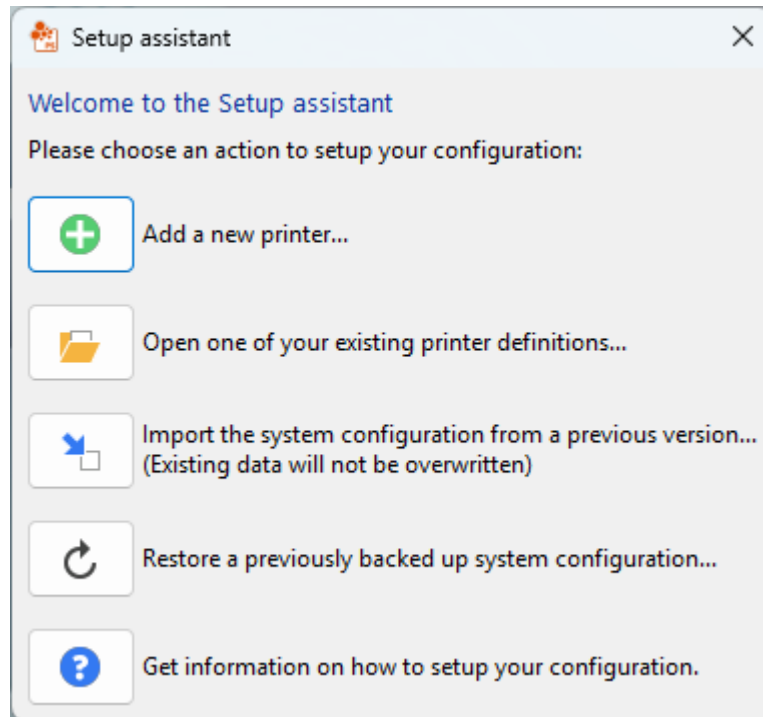 Setup assistant
Welcome to the Setup assistant
Please choose an action to setup your configuration:
Add a new printer...
Open one of your existing printer definitions...
Import the system configuration from a previous version...
(Existing data will not be overwritten)
Restore a previously backed up system configuration...
Get information on how to setup your configuration.